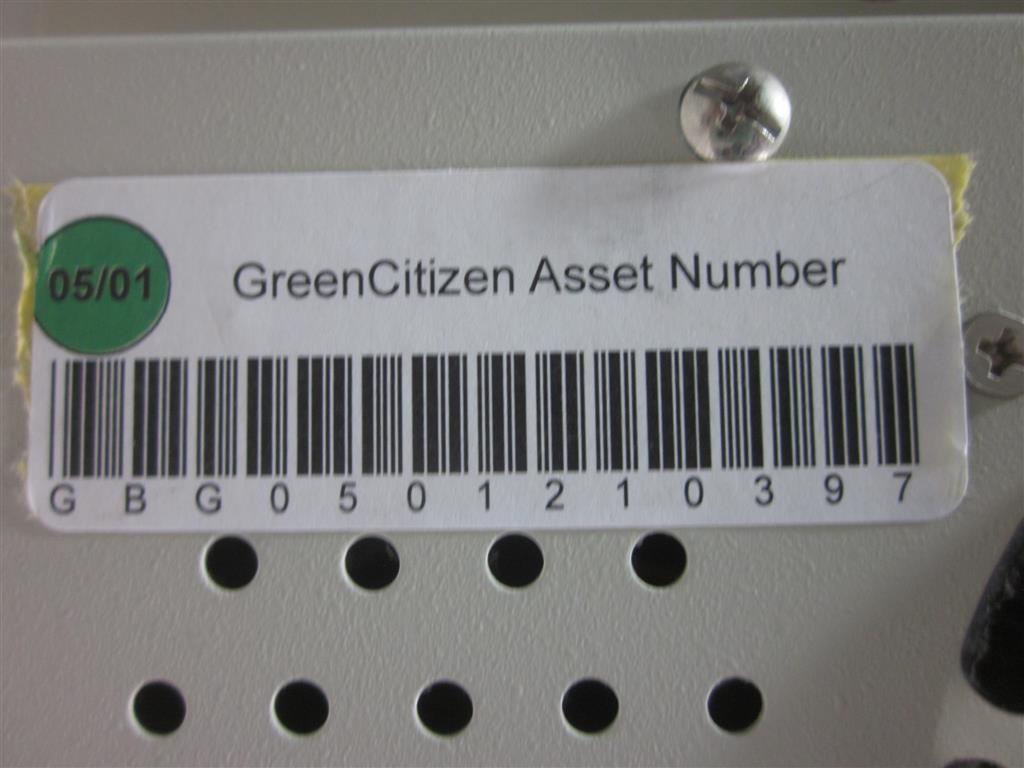 05/01
GreenCitizen Asset Number
G B G 0 5 0 1 2 1 0 3 9 7